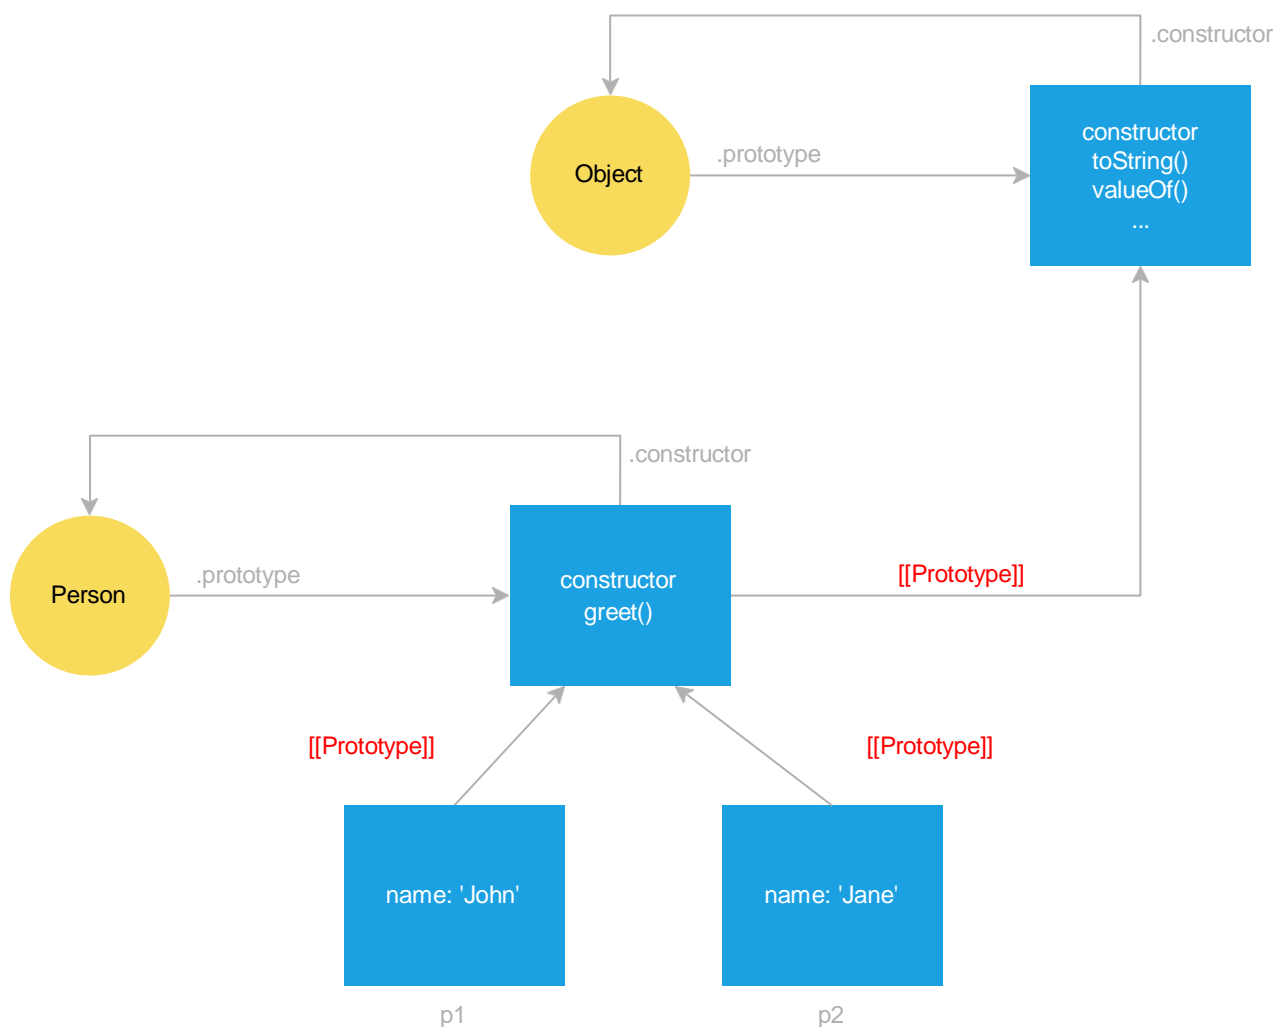 .constructor
Object
.prototype
constructor
toString()
valueOf()
...
.constructor
Person
.prototype
constructor
greet()
[[Prototype]]
[[Prototype]]
[[Prototype]]
name: 'John'
name: 'Jane'
p1
p2